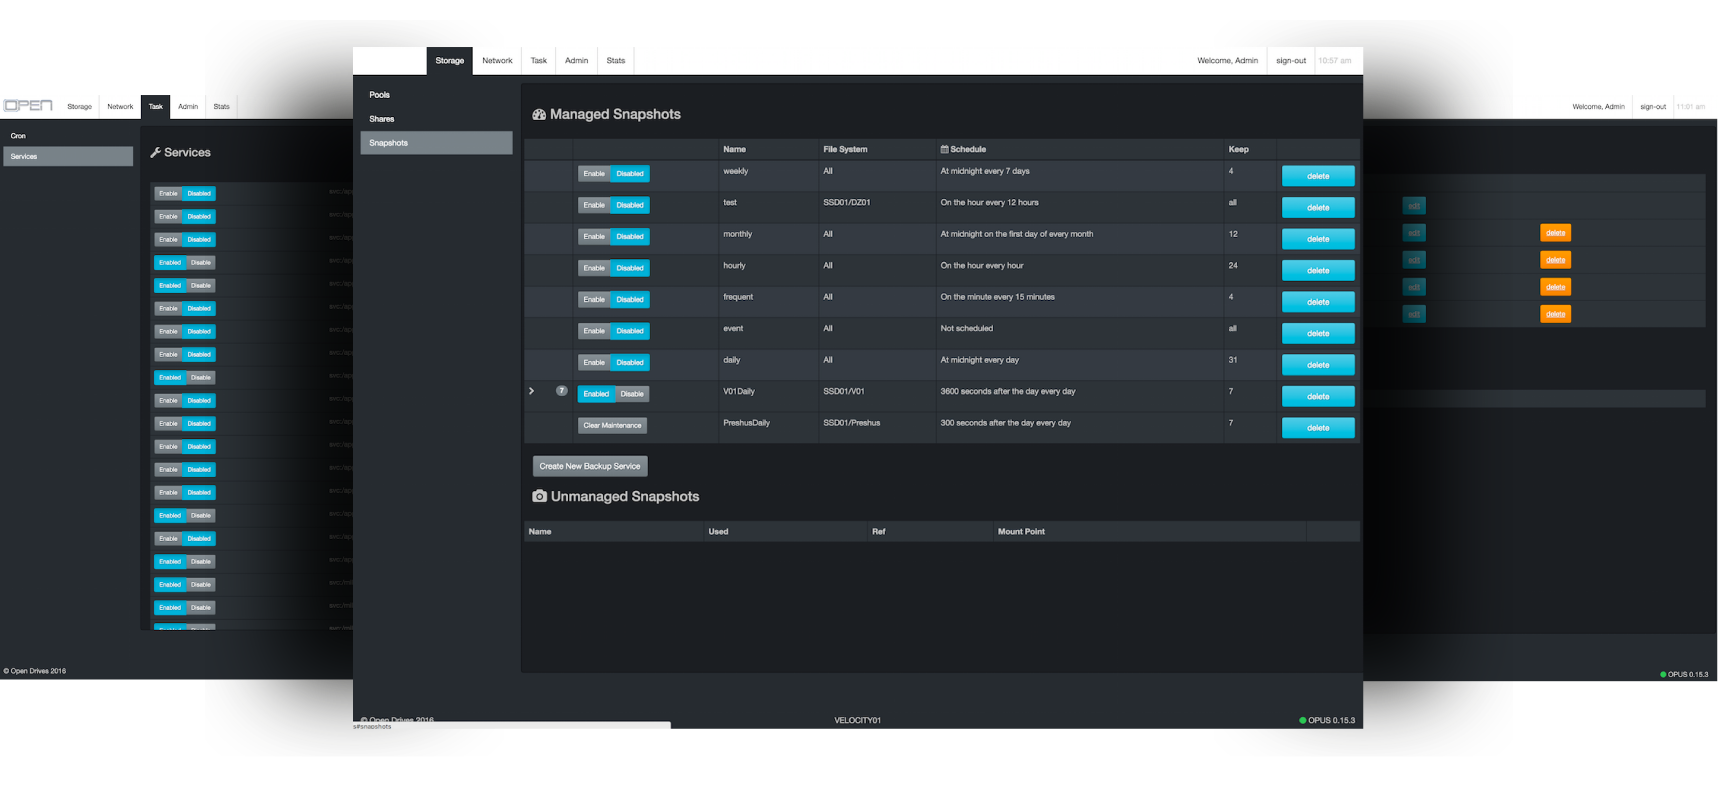 Storage Network Task Admin Stats
Welcome, Admin sign-out 10:57 am
Pools
Shares
Snapshots
Managed Snapshots
Name File System Schedule Keep
Enable Disabled weekly All At midnight every 7 days 4 delete
Enable Disabled test SSD01/DZ01 On the hour every 12 hours all delete
Enable Disabled monthly All At midnight on the first day of every month 12 delete
Enable Disabled hourly All On the hour every hour 24 delete
Enable Disabled frequent All On the minute every 15 minutes 4 delete
Enable Disabled event All Not scheduled all delete
Enable Disabled daily All At midnight every day 31 delete
7 Enabled Disable V01Daily SSD01/V01 3600 seconds after the day every day 7 delete
Clear Maintenance PreshusDaily SSD01/Preshus 300 seconds after the day every day 7 delete
Create New Backup Service
Unmanaged Snapshots
Name Used Ref Mount Point
© Open Drives 2016 VELOCITY01 OPUS 0.15.3
s#snapshots
OPEN Storage Network Task Admin Stats
Cron
Services
Services
Enable Disabled
Enable Disabled
Enable Disabled
Enabled Disable
Enabled Disable
Enable Disabled
Enable Disabled
Enable Disabled
Enabled Disable
Enable Disabled
Enable Disabled
Enable Disabled
Enable Disabled
Enable Disabled
Enabled Disable
Enable Disabled
Enabled Disable
Enabled Disable
Enabled Disable
Enabled Disable
© Open Drives 2016
Welcome, Admin sign-out 11:01 am
edit
edit delete
edit delete
edit delete
edit delete
OPUS 0.15.3